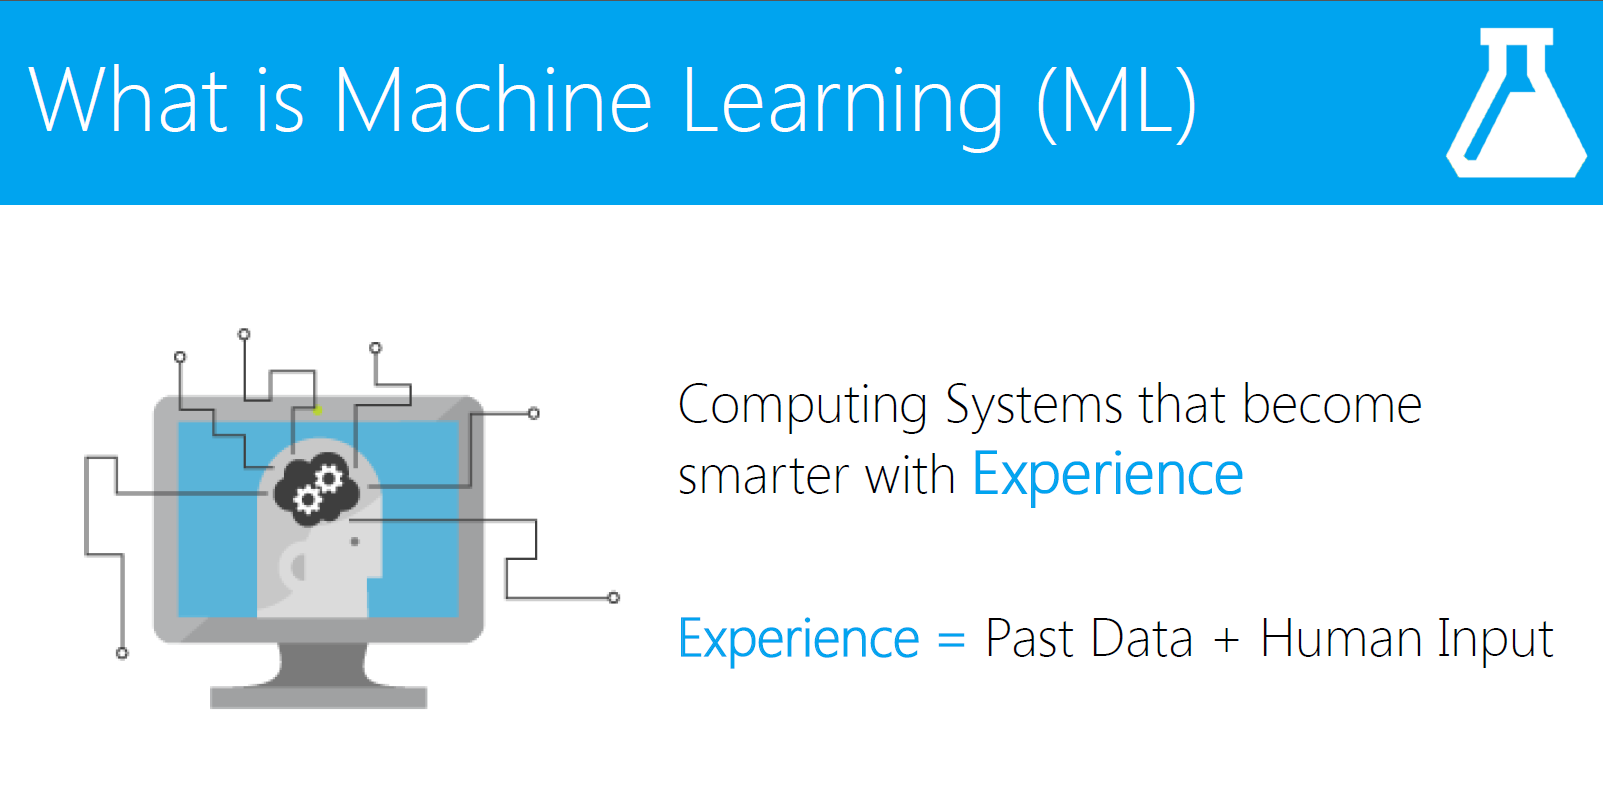 What is Machine Learning (ML)
Computing Systems that become
smarter with Experience
Experience = Past Data + Human Input